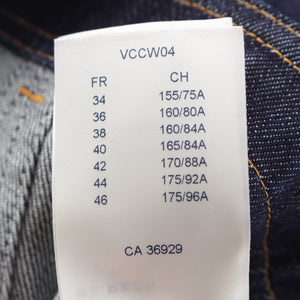 VCCW04
FR CH
34 155/75A
36 160/80A
38 160/84A
40 165/84A
42 170/88A
44 175/92A
46 175/96A
CA 36929